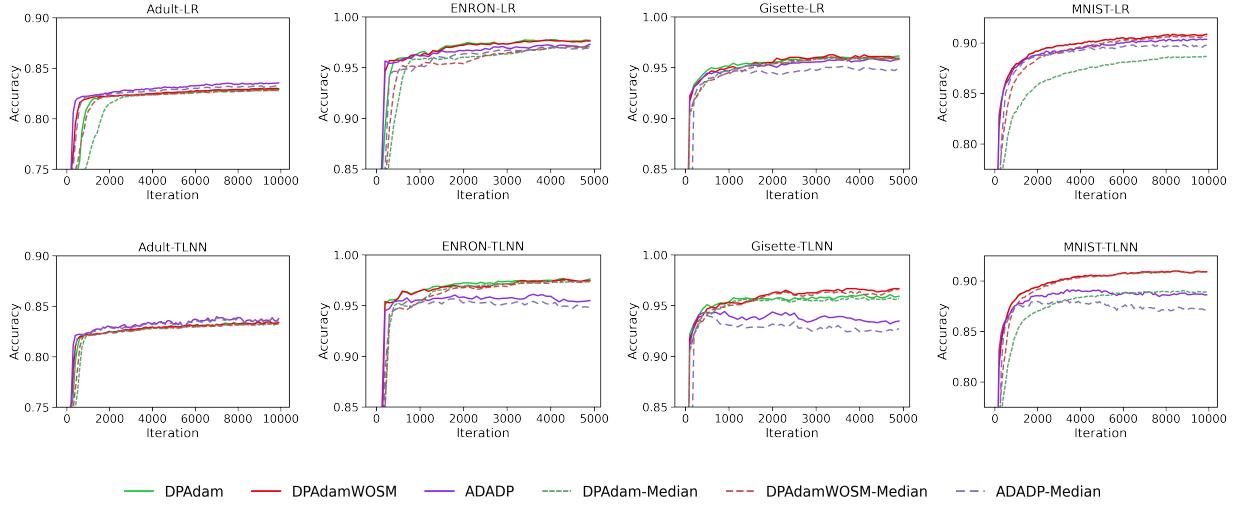 Adult-LR
0.90
0.85
0.80
0.75
Accuracy
0 2000 4000 6000 8000 10000
Iteration
ENRON-LR
1.00
0.95
0.90
0.85
Accuracy
0 1000 2000 3000 4000 5000
Iteration
Gisette-LR
1.00
0.95
0.90
0.85
Accuracy
0 1000 2000 3000 4000 5000
Iteration
MNIST-LR
0.90
0.85
0.80
Accuracy
0 2000 4000 6000 8000 10000
Iteration
Adult-TLNN
0.90
0.85
0.80
0.75
Accuracy
0 2000 4000 6000 8000 10000
Iteration
ENRON-TLNN
1.00
0.95
0.90
0.85
Accuracy
0 1000 2000 3000 4000 5000
Iteration
Gisette-TLNN
1.00
0.95
0.90
0.85
Accuracy
0 1000 2000 3000 4000 5000
Iteration
MNIST-TLNN
0.90
0.85
0.80
Accuracy
0 2000 4000 6000 8000 10000
Iteration
DPAdam DPAdamWOSM ADADP DPAdam-Median DPAdamWOSM-Median ADADP-Median